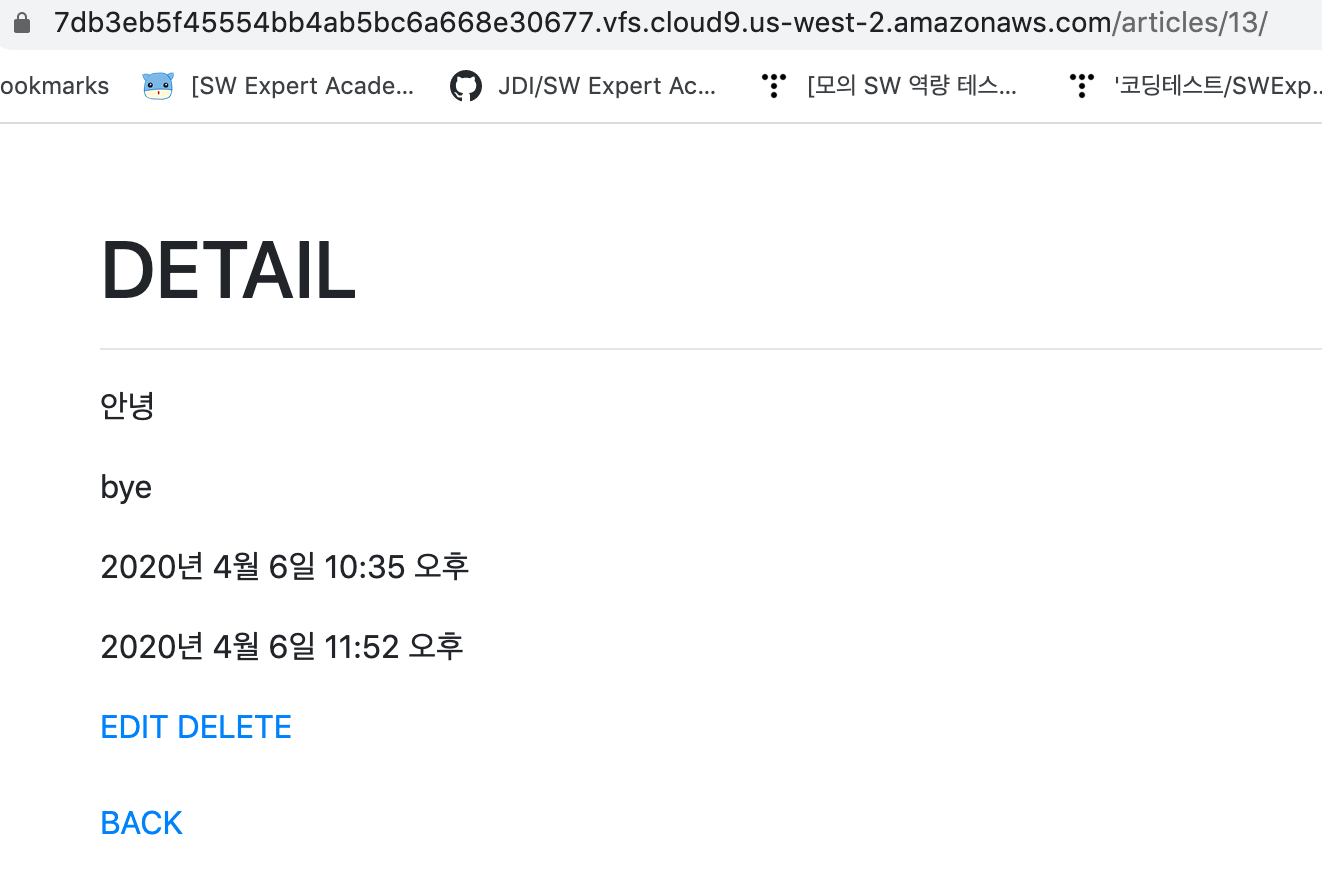 7db3eb5f45554bb4ab5bc6a668e30677.vfs.cloud9.us-west-2.amazonaws.com/articles/13/
ookmarks [SW Expert Acade... JDI/SW Expert Ac... [모의 SW 역량 테스... '코딩테스트/SWExp...
DETAIL
안녕
bye
2020년 4월 6일 10:35 오후
2020년 4월 6일 11:52 오후
EDIT DELETE
BACK